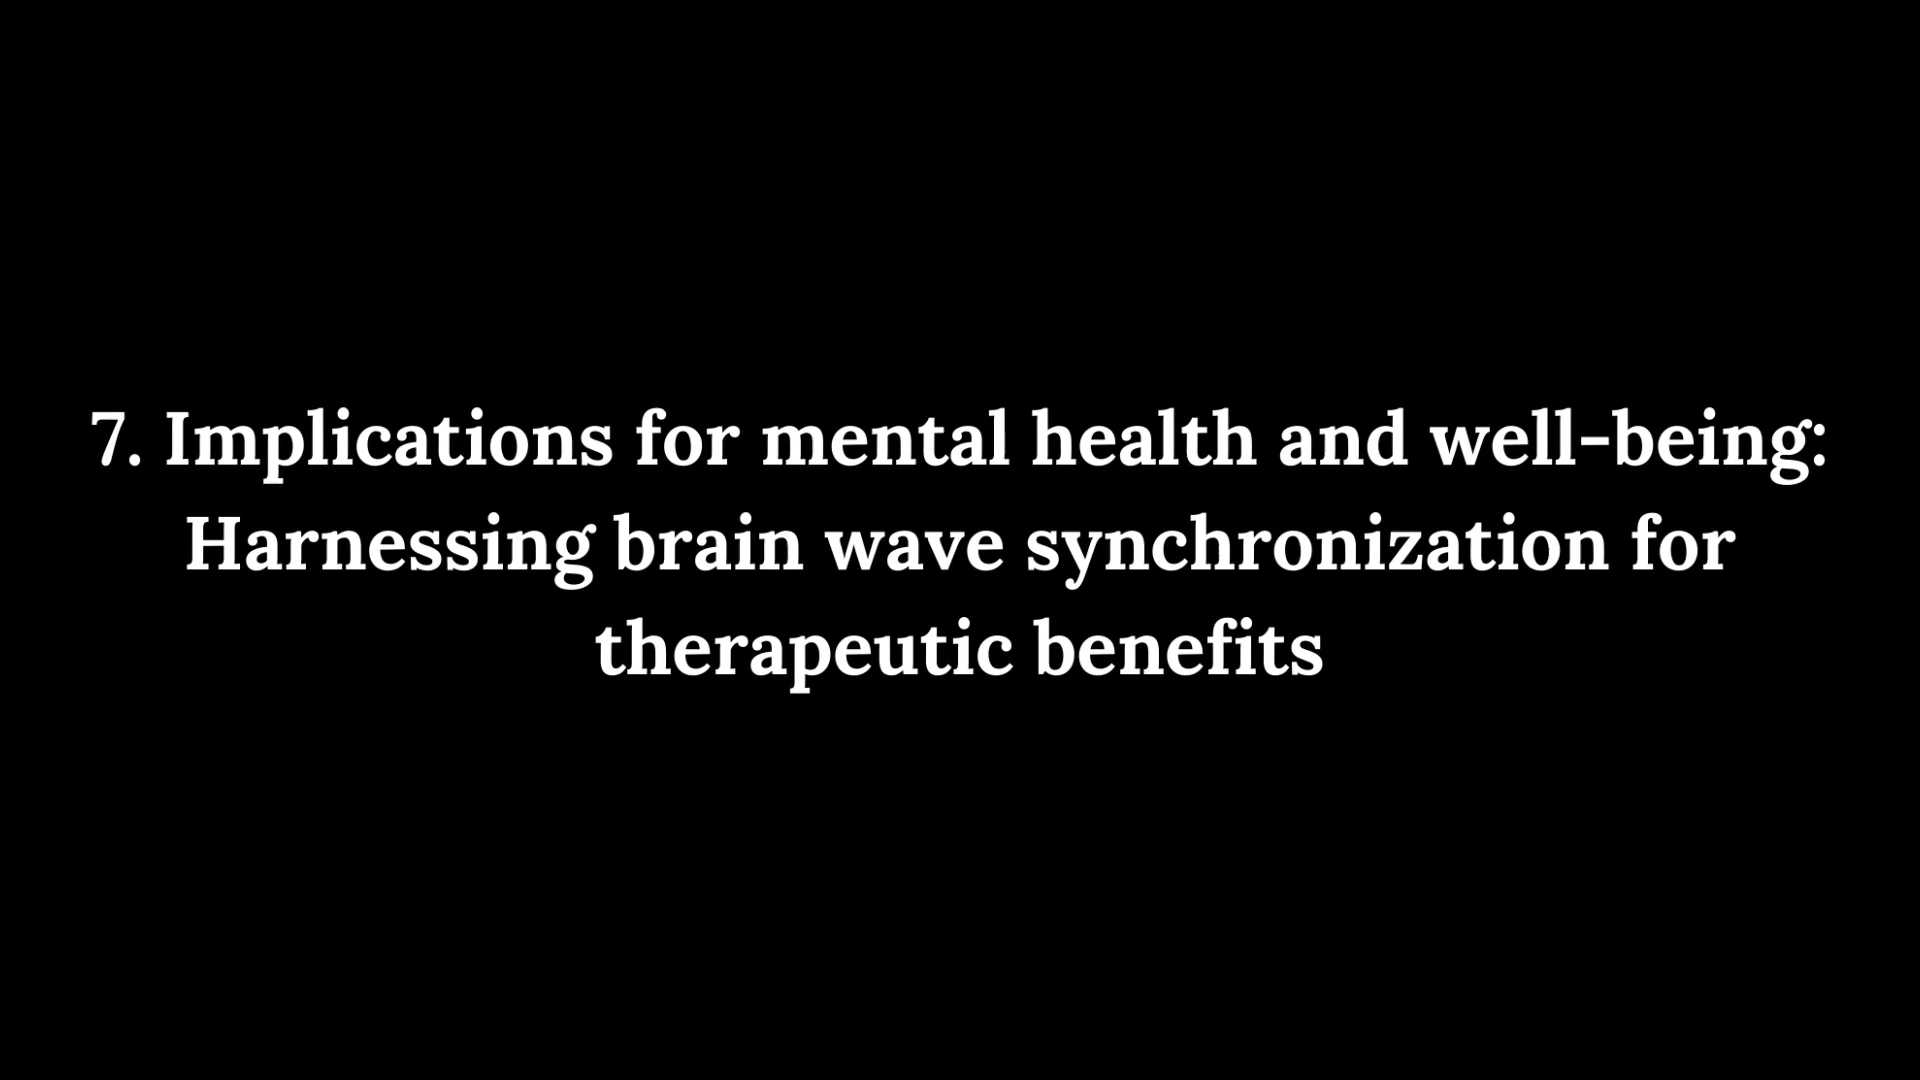 7. Implications for mental health and well-being:
Harnessing brain wave synchronization for
therapeutic benefits